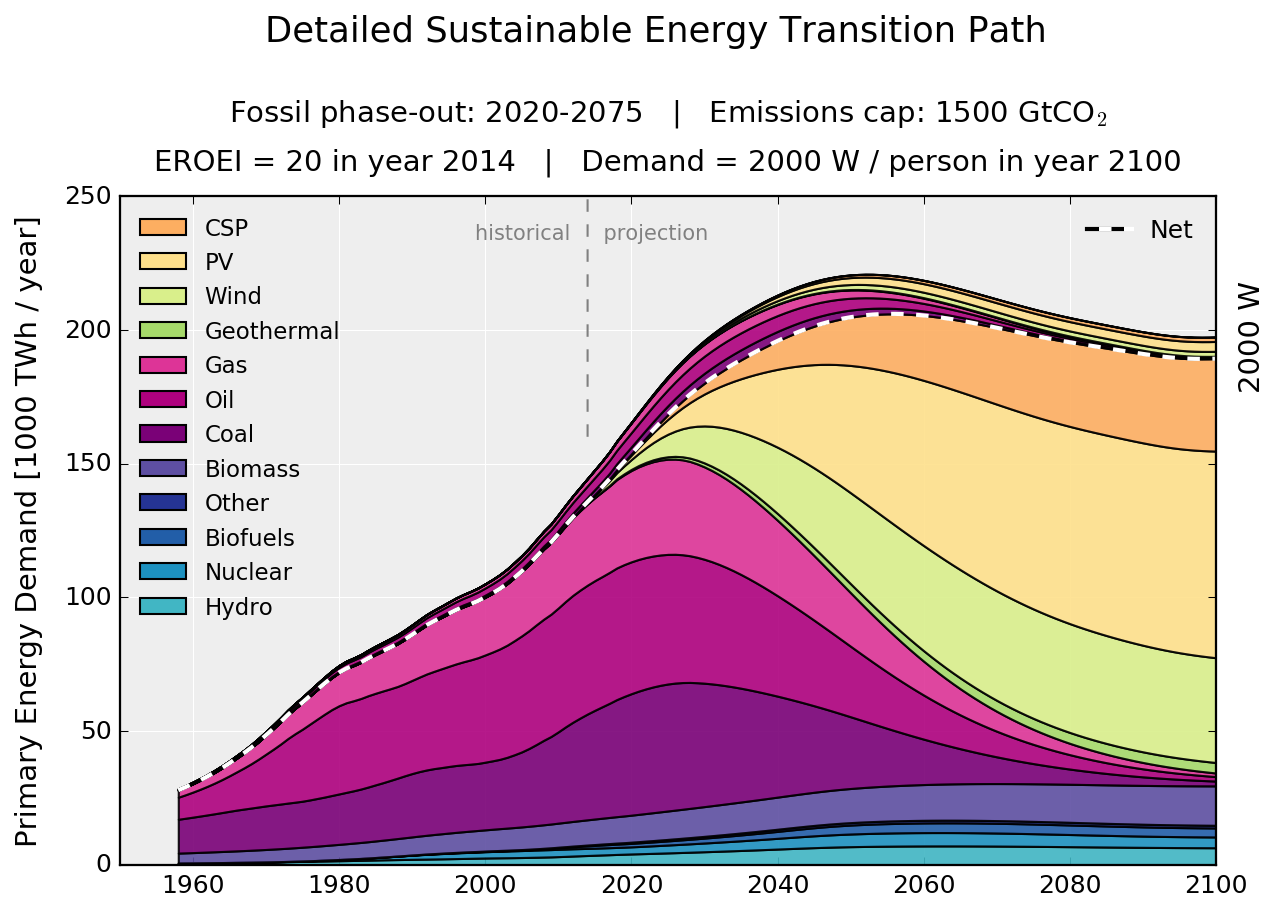 Detailed Sustainable Energy Transition Path
Fossil phase-out: 2020-2075 | Emissions cap: 1500 GtCO₂
EROEI = 20 in year 2014 | Demand = 2000 W / person in year 2100
Primary Energy Demand [1000 TWh / year]
250
200
150
100
50
0
CSP
PV
Wind
Geothermal
Gas
Oil
Coal
Biomass
Other
Biofuels
Nuclear
Hydro
historical
projection
Net
2000 W
1960
1980
2000
2020
2040
2060
2080
2100